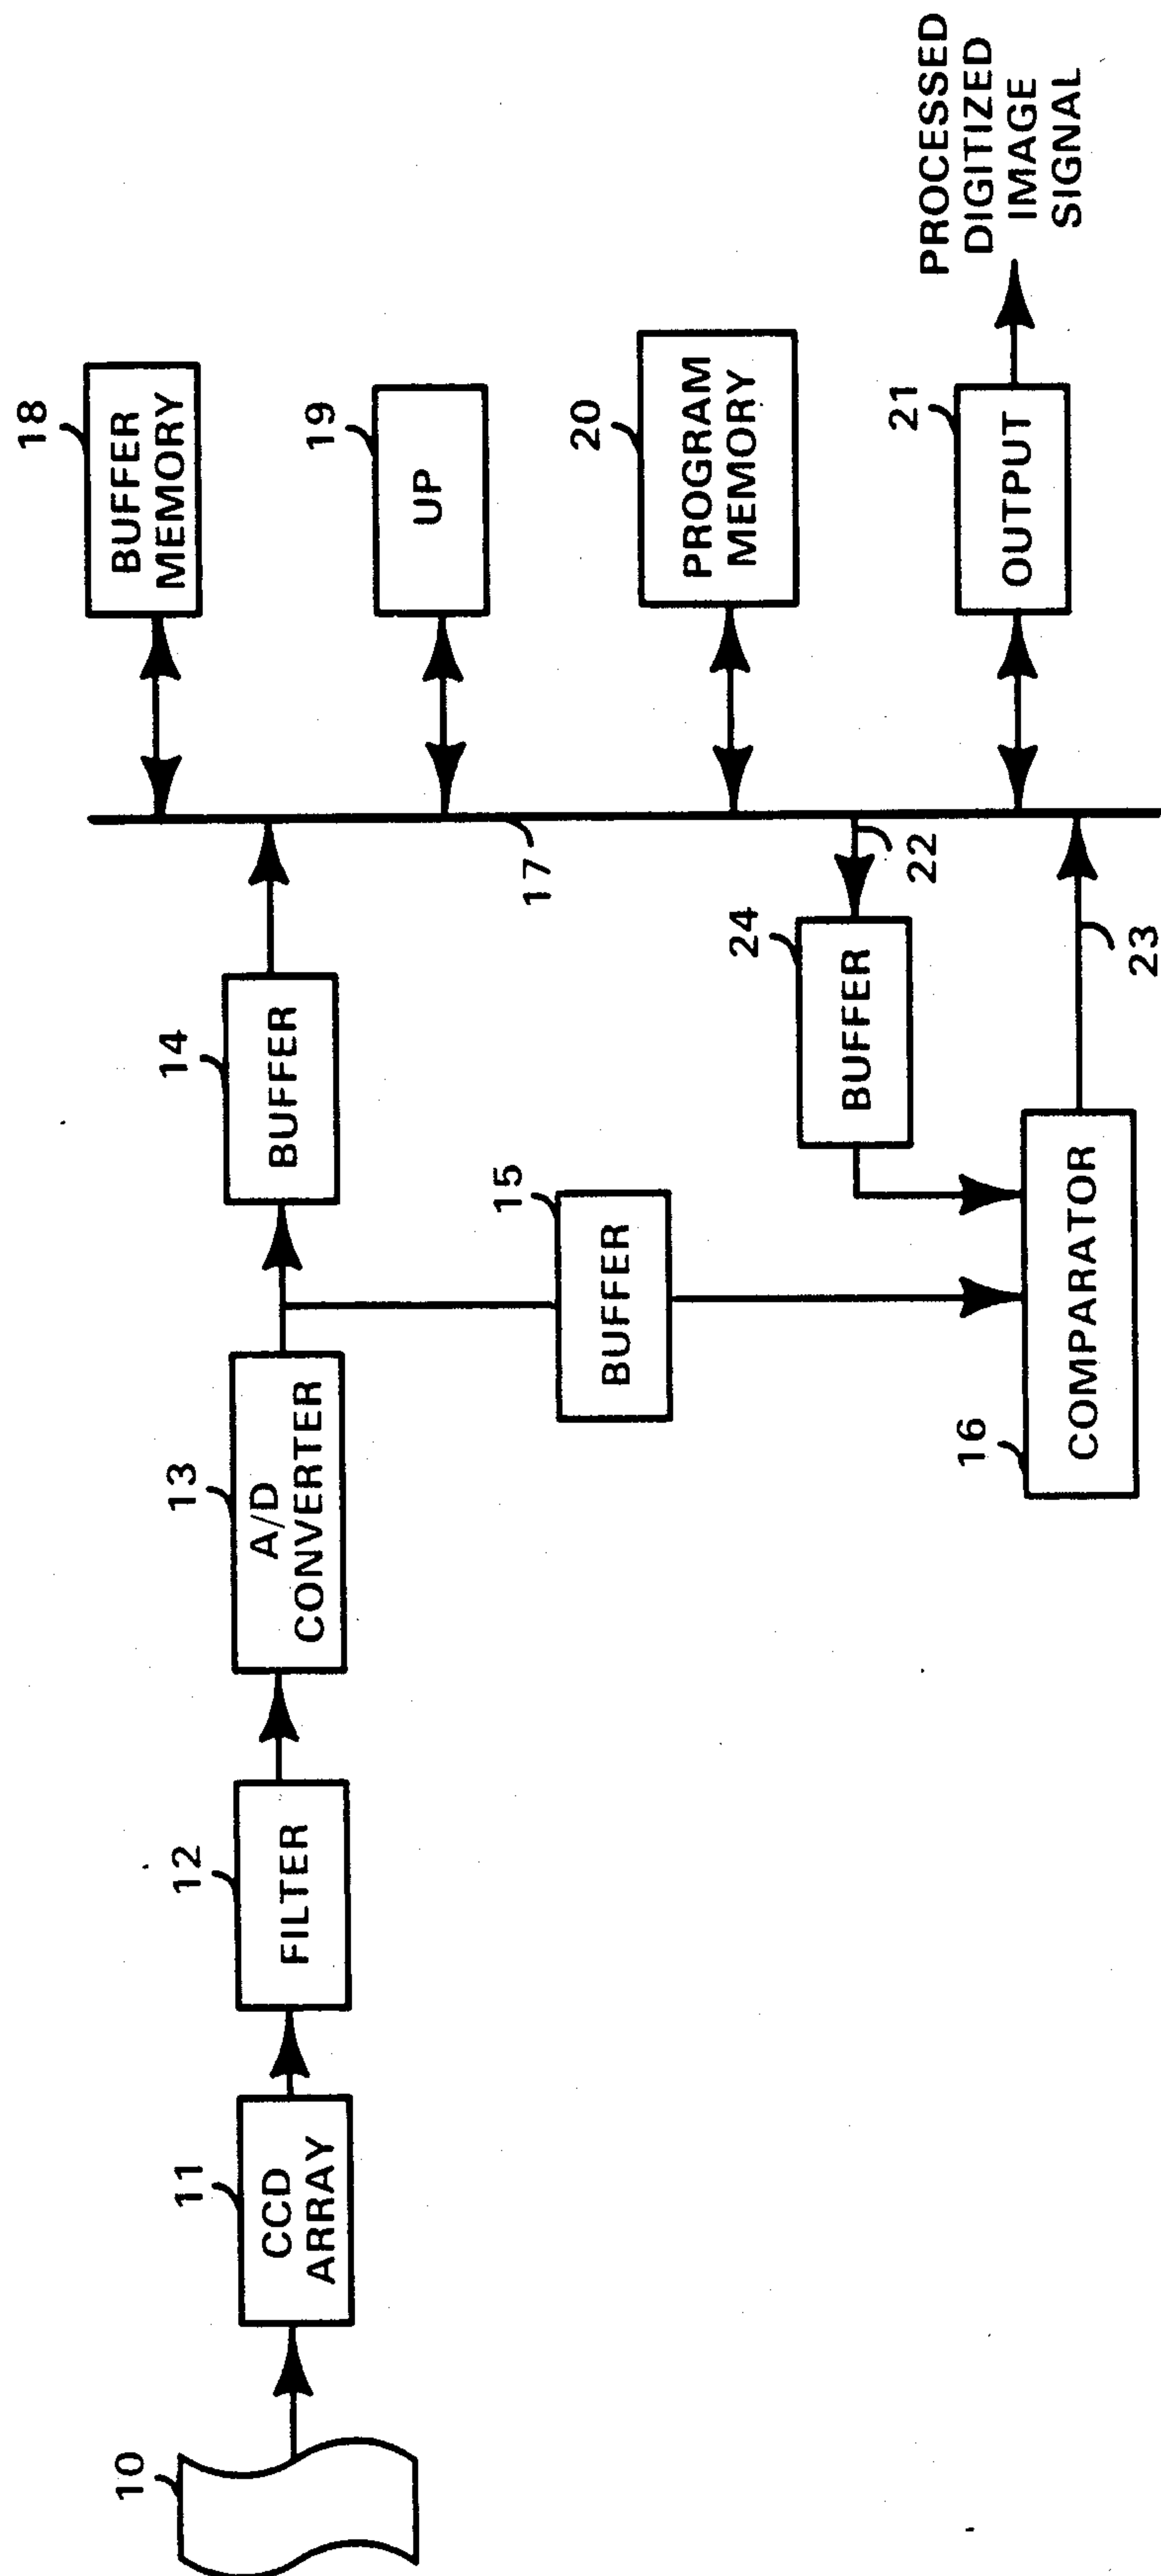 10
11
CCD
ARRAY
12
FILTER
13
A/D
CONVERTER
14
BUFFER
15
BUFFER
16
COMPARATOR
24
BUFFER
22
23
17
18
BUFFER
MEMORY
19
UP
20
PROGRAM
MEMORY
21
OUTPUT
PROCESSED
DIGITIZED
IMAGE
SIGNAL